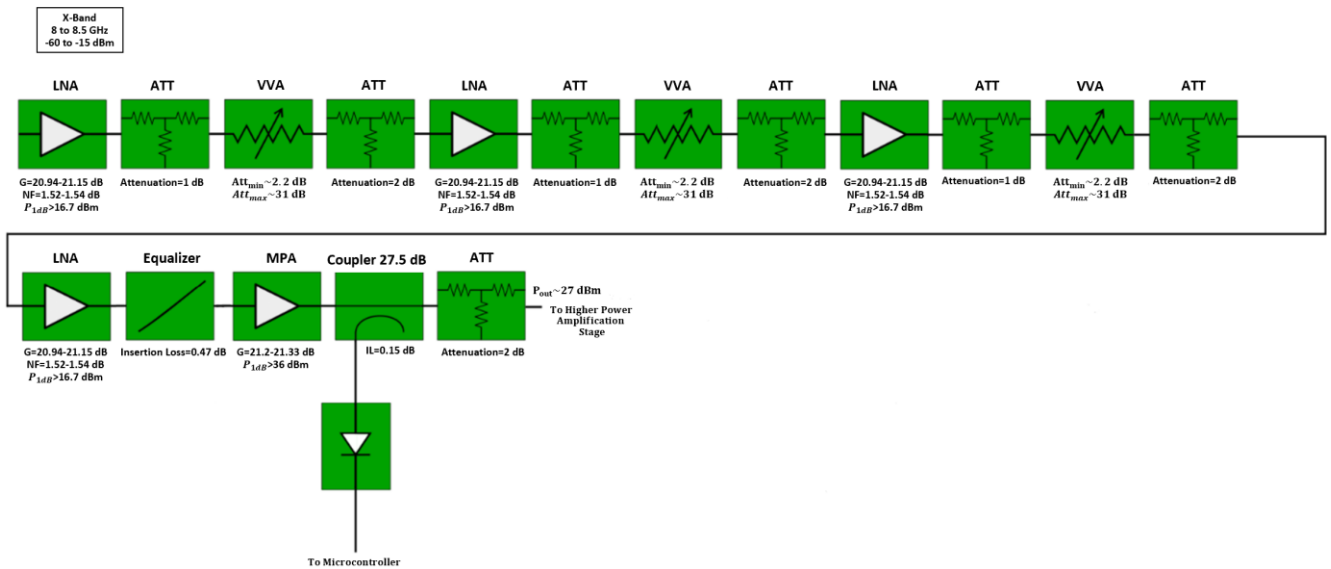 X-Band
8 to 8.5 GHz
-60 to -15 dBm
LNA
ATT
VVA
ATT
LNA
ATT
VVA
ATT
LNA
ATT
VVA
ATT
G=20.94-21.15 dB
NF=1.52-1.54 dB
P1dB>16.7 dBm
Attenuation=1 dB
Attmin~2.2 dB
Attmax~31 dB
Attenuation=2 dB
G=20.94-21.15 dB
NF=1.52-1.54 dB
P1dB>16.7 dBm
Attenuation=1 dB
Attmin~2.2 dB
Attmax~31 dB
Attenuation=2 dB
G=20.94-21.15 dB
NF=1.52-1.54 dB
P1dB>16.7 dBm
Attenuation=1 dB
Attmin~2.2 dB
Attmax~31 dB
Attenuation=2 dB
LNA
Equalizer
MPA
Coupler 27.5 dB
ATT
Pout~27 dBm
To Higher Power
Amplification
Stage
G=20.94-21.15 dB
NF=1.52-1.54 dB
P1dB>16.7 dBm
Insertion Loss=0.47 dB
G=21.2-21.33 dB
P1dB>36 dBm
IL=0.15 dB
Attenuation=2 dB
To Microcontroller